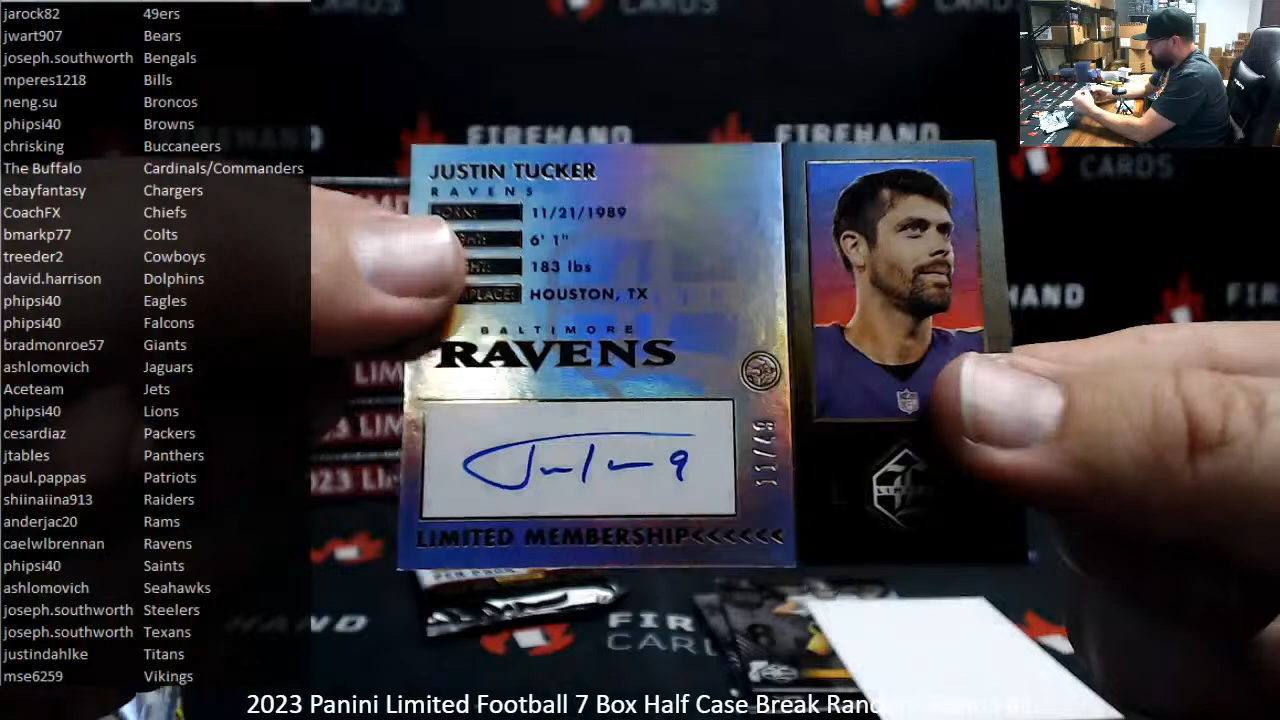 jarock82 49ers
jwart907 Bears
joseph.southworth Bengals
mperes1218 Bills
neng.su Broncos
phipsi40 Browns
chrisking Buccaneers
The Buffalo Cardinals/Commanders
ebayfantasy Chargers
CoachFX Chiefs
bmarkp77 Colts
treeder2 Cowboys
david.harrison Dolphins
phipsi40 Eagles
phipsi40 Falcons
bradmonroe57 Giants
ashlomovich Jaguars
Aceteam Jets
phipsi40 Lions
cesardiaz Packers
jtables Panthers
paul.pappas Patriots
shiinaiina913 Raiders
anderjac20 Rams
caelwlbrennan Ravens
phipsi40 Saints
ashlomovich Seahawks
joseph.southworth Steelers
joseph.southworth Texans
justindahlke Titans
mse6259 Vikings
FIREHAND
FIREHAND
CARDS
JUSTIN TUCKER
RAVENS
11/21/1989
6' 1"
183 lbs
HOUSTON, TX
BALTIMORE
RAVENS
11/49
LIMITED MEMBERSHIP<<<<<<
LIMITED
2023 Panini Limited Football 7 Box Half Case Break